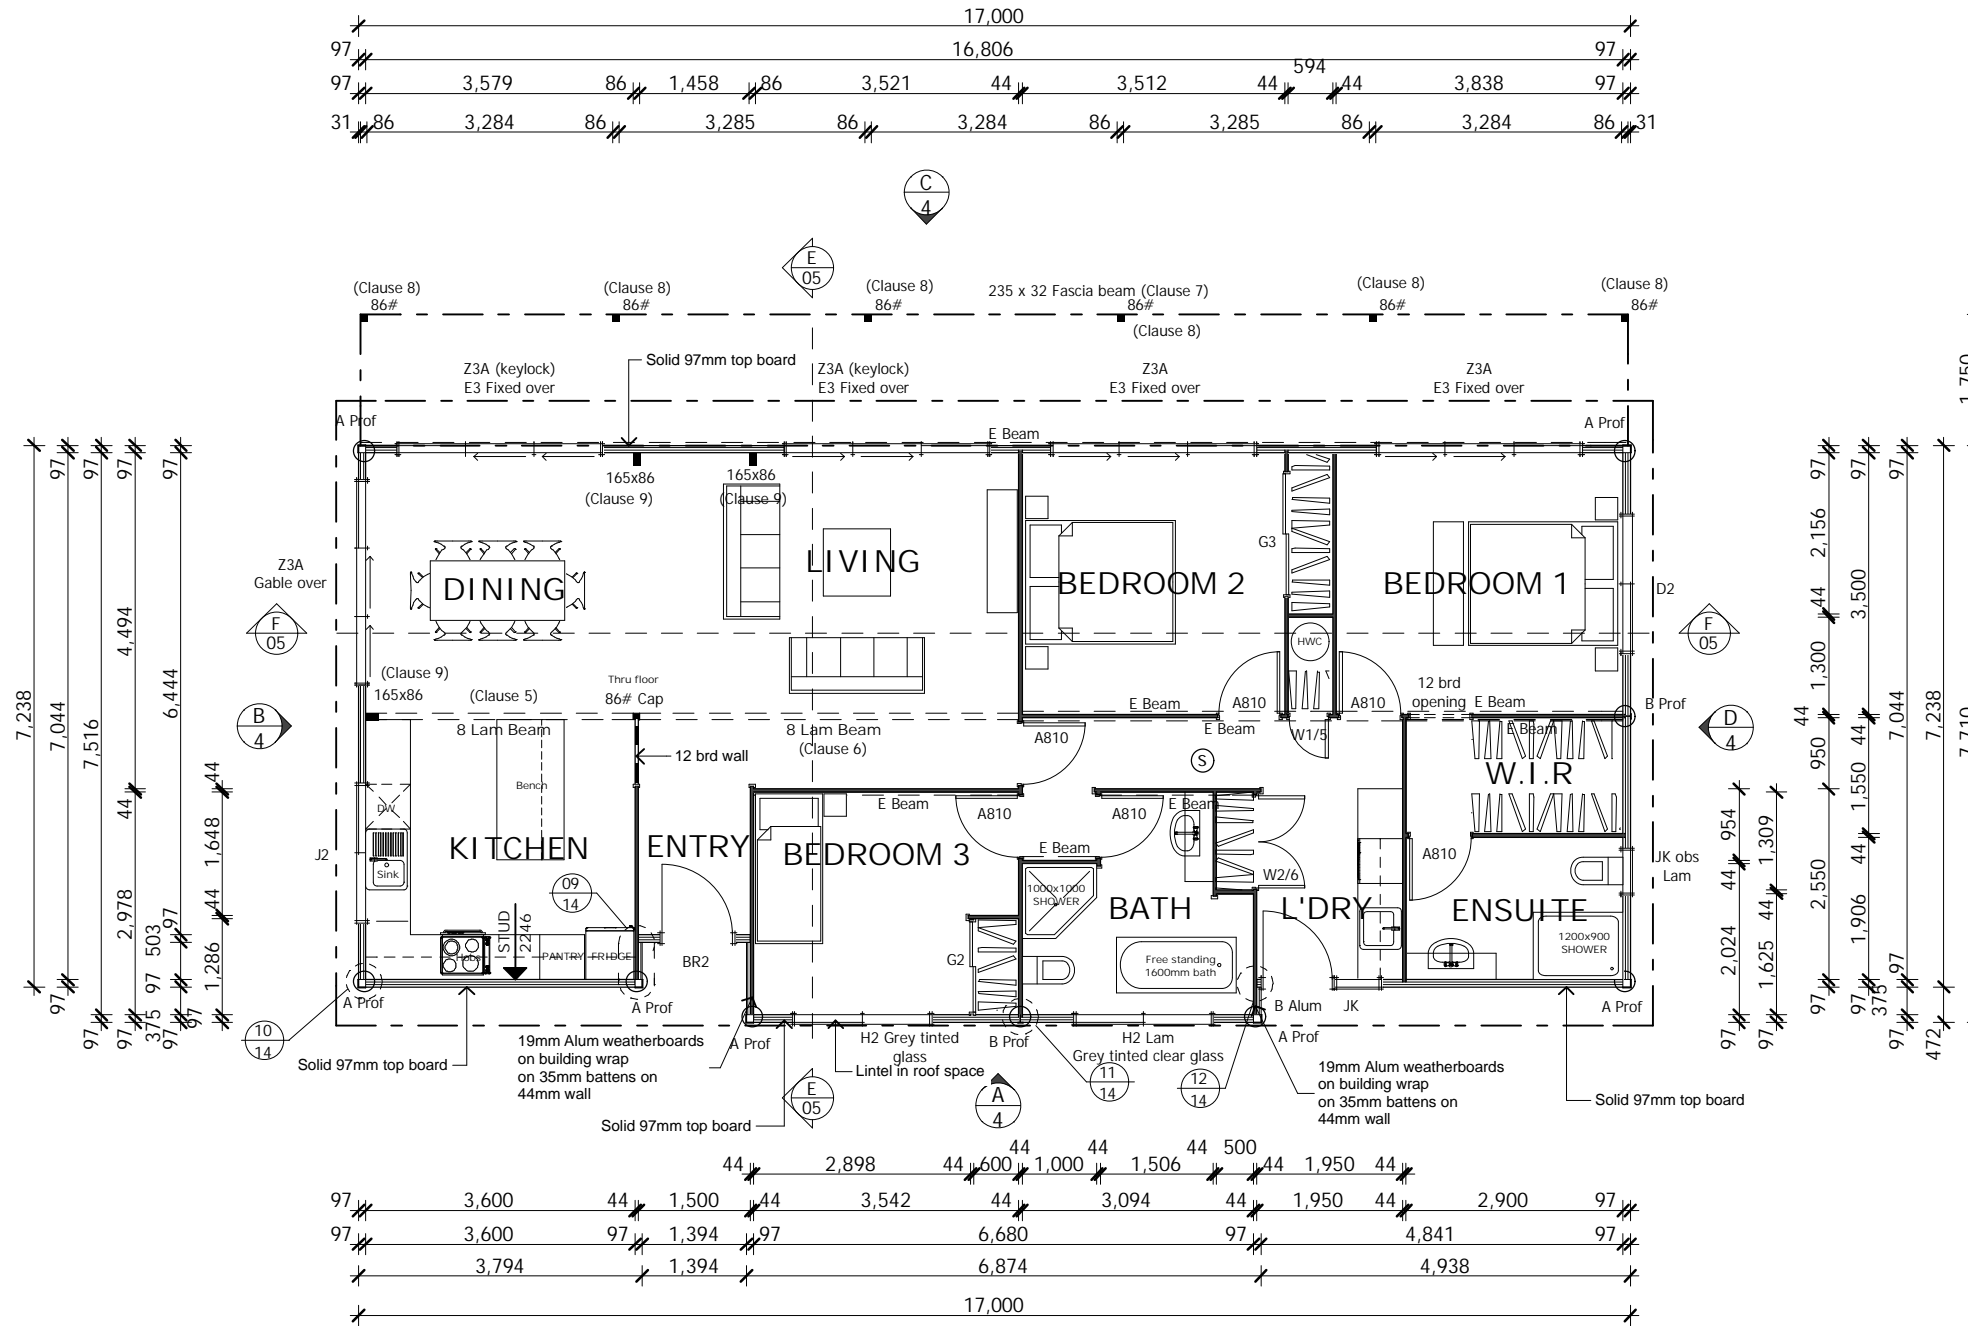 17,000
97 16,806 97
594
97 3,579 86 1,458 86 3,521 44 3,512 44 44 3,838 97
31 86 3,284 86 3,285 86 3,284 86 3,285 86 3,284 86 31
C
4
E
05
(Clause 8)
86#
(Clause 8)
86#
(Clause 8)
86#
235 x 32 Fascia beam (Clause 7)
86#
(Clause 8)
(Clause 8)
86#
(Clause 8)
86#
Solid 97mm top board
Z3A (keylock)
E3 Fixed over
Z3A (keylock)
E3 Fixed over
Z3A
E3 Fixed over
Z3A
E3 Fixed over
A Prof
E Beam
A Prof
165x86
(Clause 9)
165x86
(Clause 9)
Z3A
Gable over
F
05
DINING
LIVING
BEDROOM 2
G3
HWC
BEDROOM 1
D2
F
05
(Clause 9)
165x86
(Clause 5)
Thru floor
86# Cap
8 Lam Beam
8 Lam Beam
(Clause 6)
12 brd wall
B
4
E Beam
A810
E Beam
A810
12 brd
opening
E Beam
E Beam
B Prof
D
4
A810
W1/5
S
W.I.R
Bench
DW
Sink
J2
KITCHEN
ENTRY
BEDROOM 3
E Beam
A810
E Beam
A810
E Beam
W2/6
A810
JK obs
Lam
09
14
STUD
2246
Hobs
PANTRY
FRIDGE
BR2
G2
1000x1000
SHOWER
BATH
Free standing
1600mm bath
L'DRY
ENSUITE
1200x900
SHOWER
A Prof
A Prof
A Prof
B Prof
B Alum
JK
A Prof
A Prof
10
14
Solid 97mm top board
19mm Alum weatherboards
on building wrap
on 35mm battens on
44mm wall
H2 Grey tinted
glass
Lintel in roof space
H2 Lam
Grey tinted clear glass
11
14
12
14
19mm Alum weatherboards
on building wrap
on 35mm battens on
44mm wall
Solid 97mm top board
Solid 97mm top board
E
05
A
4
7,238
97 7,044 97
97 7,516 97
97 4,494 44 2,978 97
97 6,444 97 503 97 375 97
44 1,648 44 1,286 97
954 44 2,024 97
1,309 44 1,625 97
97 2,156 44 1,300 44 950 2,550 97
97 3,500 44 1,550 44 1,906 97
97 7,044 97 375 97
7,238 472
1,750
7,710
44 44 44 500
44 2,898 44 600 1,000 1,506 44 1,950 44
97 3,600 44 1,500 44 3,542 44 3,094 44 1,950 44 2,900 97
97 3,600 97 1,394 97 6,680 97 4,841 97
3,794 1,394 6,874 4,938
17,000